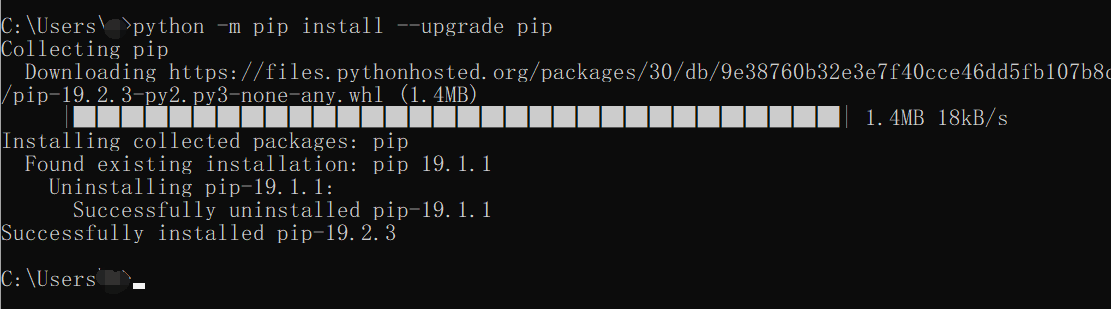 C:\Users\>python -m pip install --upgrade pip
Collecting pip
  Downloading https://files.pythonhosted.org/packages/30/db/9e38760b32e3e7f40cce46dd5fb107b8c
/pip-19.2.3-py2.py3-none-any.whl (1.4MB)
     |████████████████████████████████| 1.4MB 18kB/s
Installing collected packages: pip
  Found existing installation: pip 19.1.1
    Uninstalling pip-19.1.1:
      Successfully uninstalled pip-19.1.1
Successfully installed pip-19.2.3
C:\Users\>